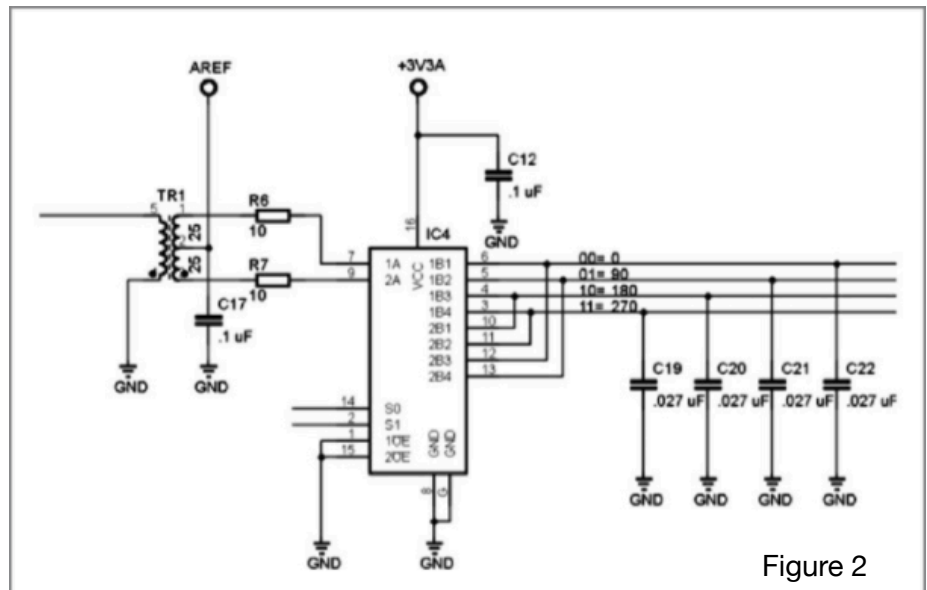 AREF
+3V3A
C12
.1 uF
GND
TR1
5
1
2
25
25
R6
10
R7
10
C17
.1 uF
GND
GND
16
IC4
VCC
7
1A
9
2A
1B1
6
1B2
5
1B3
4
1B4
3
2B1
10
2B2
11
2B3
12
2B4
13
00= 0
01= 90
10= 180
11= 270
14
S0
2
S1
1
1OE
15
2OE
GND
GND
8
G
GND
GND
C19
.027 uF
C20
.027 uF
C21
.027 uF
C22
.027 uF
GND
GND
GND
GND
Figure 2